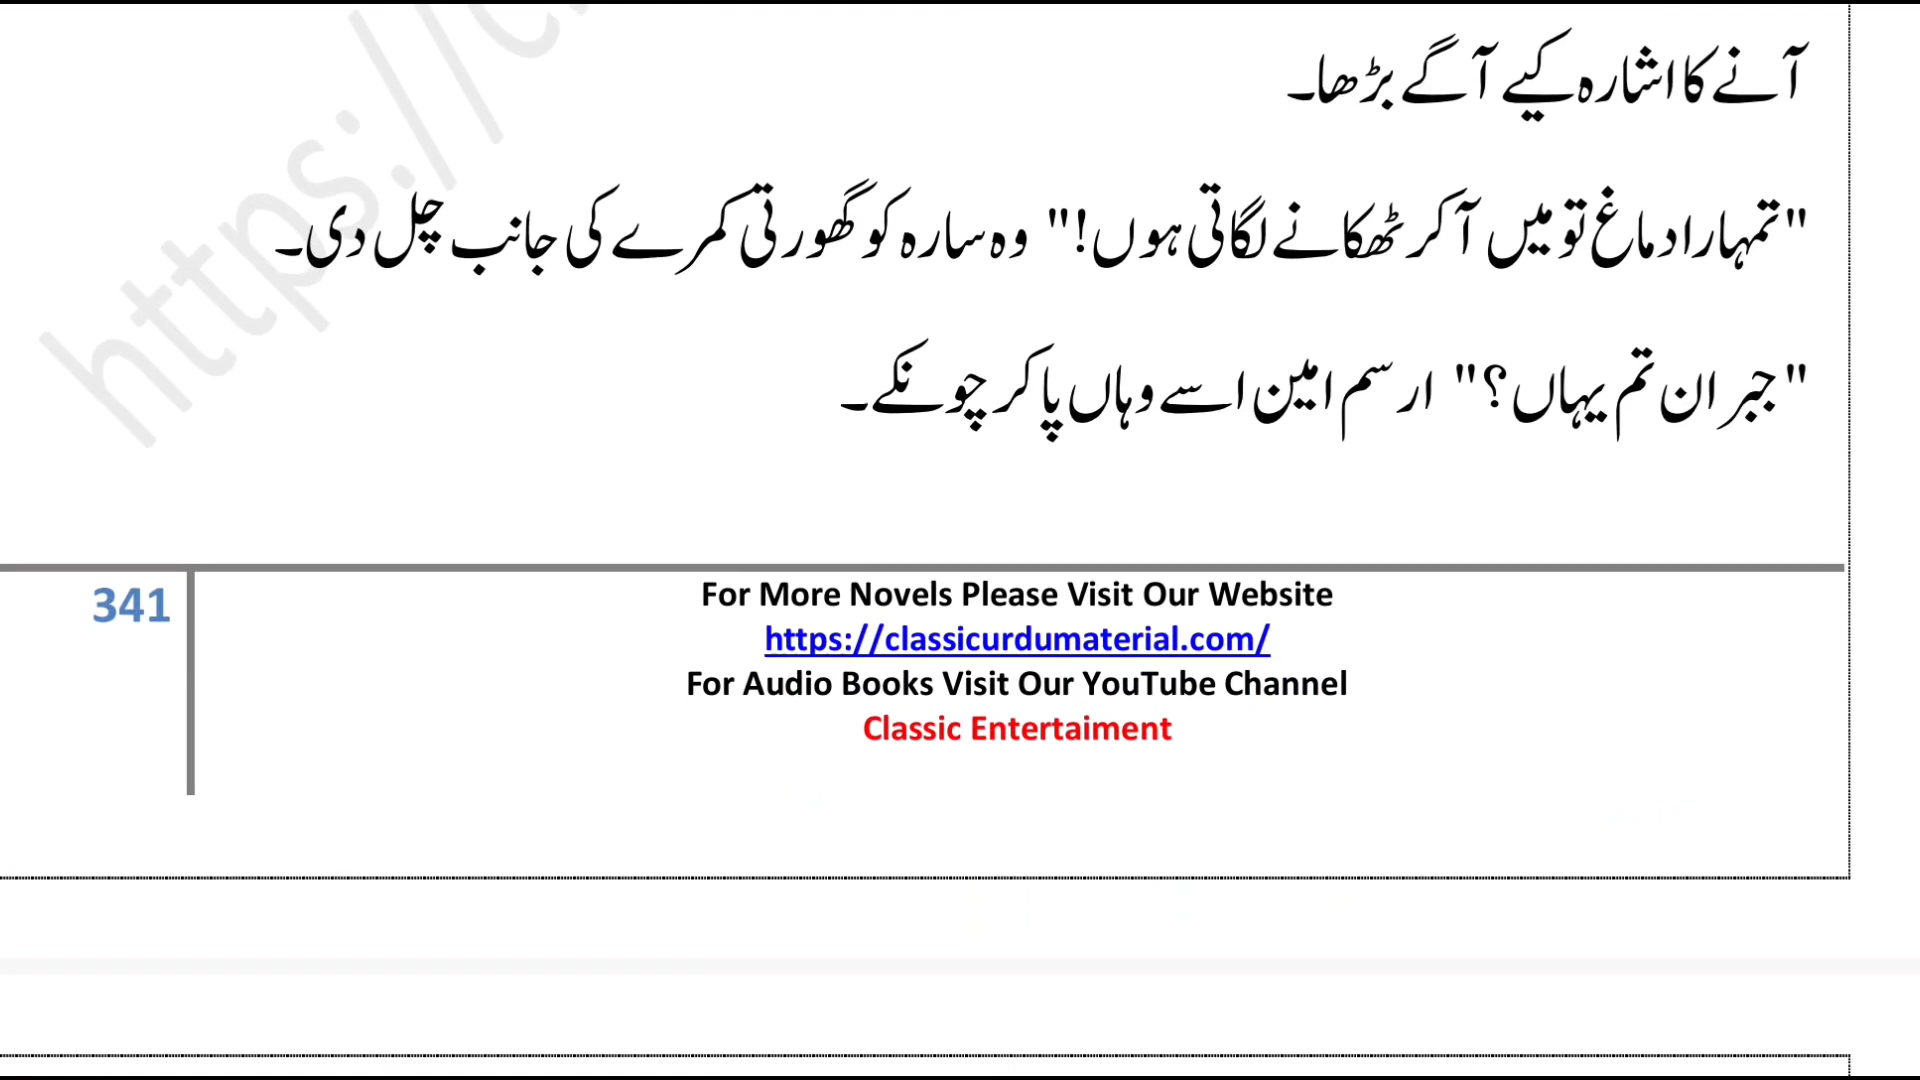 آنے کا اشارہ کیے آگے بڑھا۔
"تمہارا دماغ تو میں آ کر ٹھکانے لگاتی ہوں!" وہ سارہ کو گھورتی کمرے کی جانب چل دی۔
"جبران تم یہاں؟" ارسم امین اسے وہاں پا کر چونکے۔
341
For More Novels Please Visit Our Website
https://classicurdumaterial.com/
For Audio Books Visit Our YouTube Channel
Classic Entertaiment
https://c